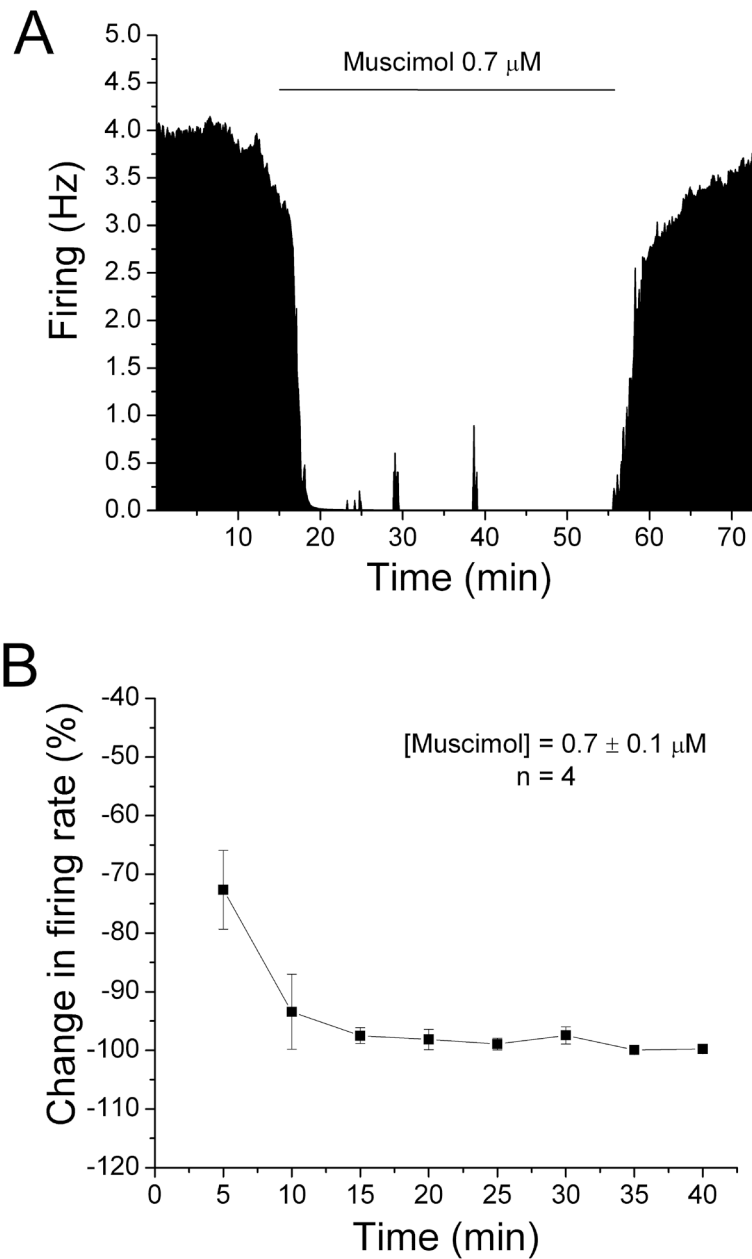 A
5.0
4.5
4.0
3.5
3.0
2.5
2.0
1.5
1.0
0.5
0.0
Firing (Hz)
Muscimol 0.7 μM
10 20 30 40 50 60 70
Time (min)
B
-40
-50
-60
-70
-80
-90
-100
-110
-120
Change in firing rate (%)
[Muscimol] = 0.7 ± 0.1 μM
n = 4
0 5 10 15 20 25 30 35 40
Time (min)